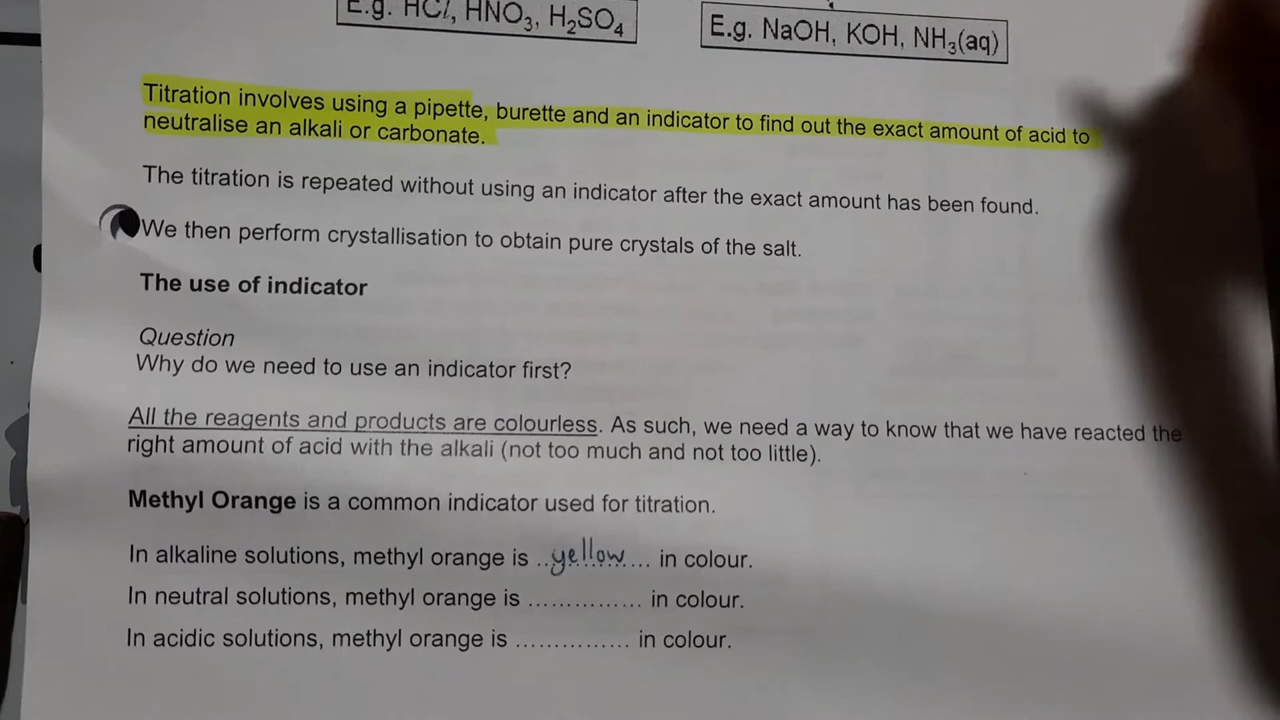 E.g. HCl, HNO₃, H₂SO₄
E.g. NaOH, KOH, NH₃(aq)
Titration involves using a pipette, burette and an indicator to find out the exact amount of acid to
neutralise an alkali or carbonate.
The titration is repeated without using an indicator after the exact amount has been found.
We then perform crystallisation to obtain pure crystals of the salt.
The use of indicator
Question
Why do we need to use an indicator first?
All the reagents and products are colourless. As such, we need a way to know that we have reacted the
right amount of acid with the alkali (not too much and not too little).
Methyl Orange is a common indicator used for titration.
In alkaline solutions, methyl orange is ..yellow.... in colour.
In neutral solutions, methyl orange is ............... in colour.
In acidic solutions, methyl orange is ............... in colour.